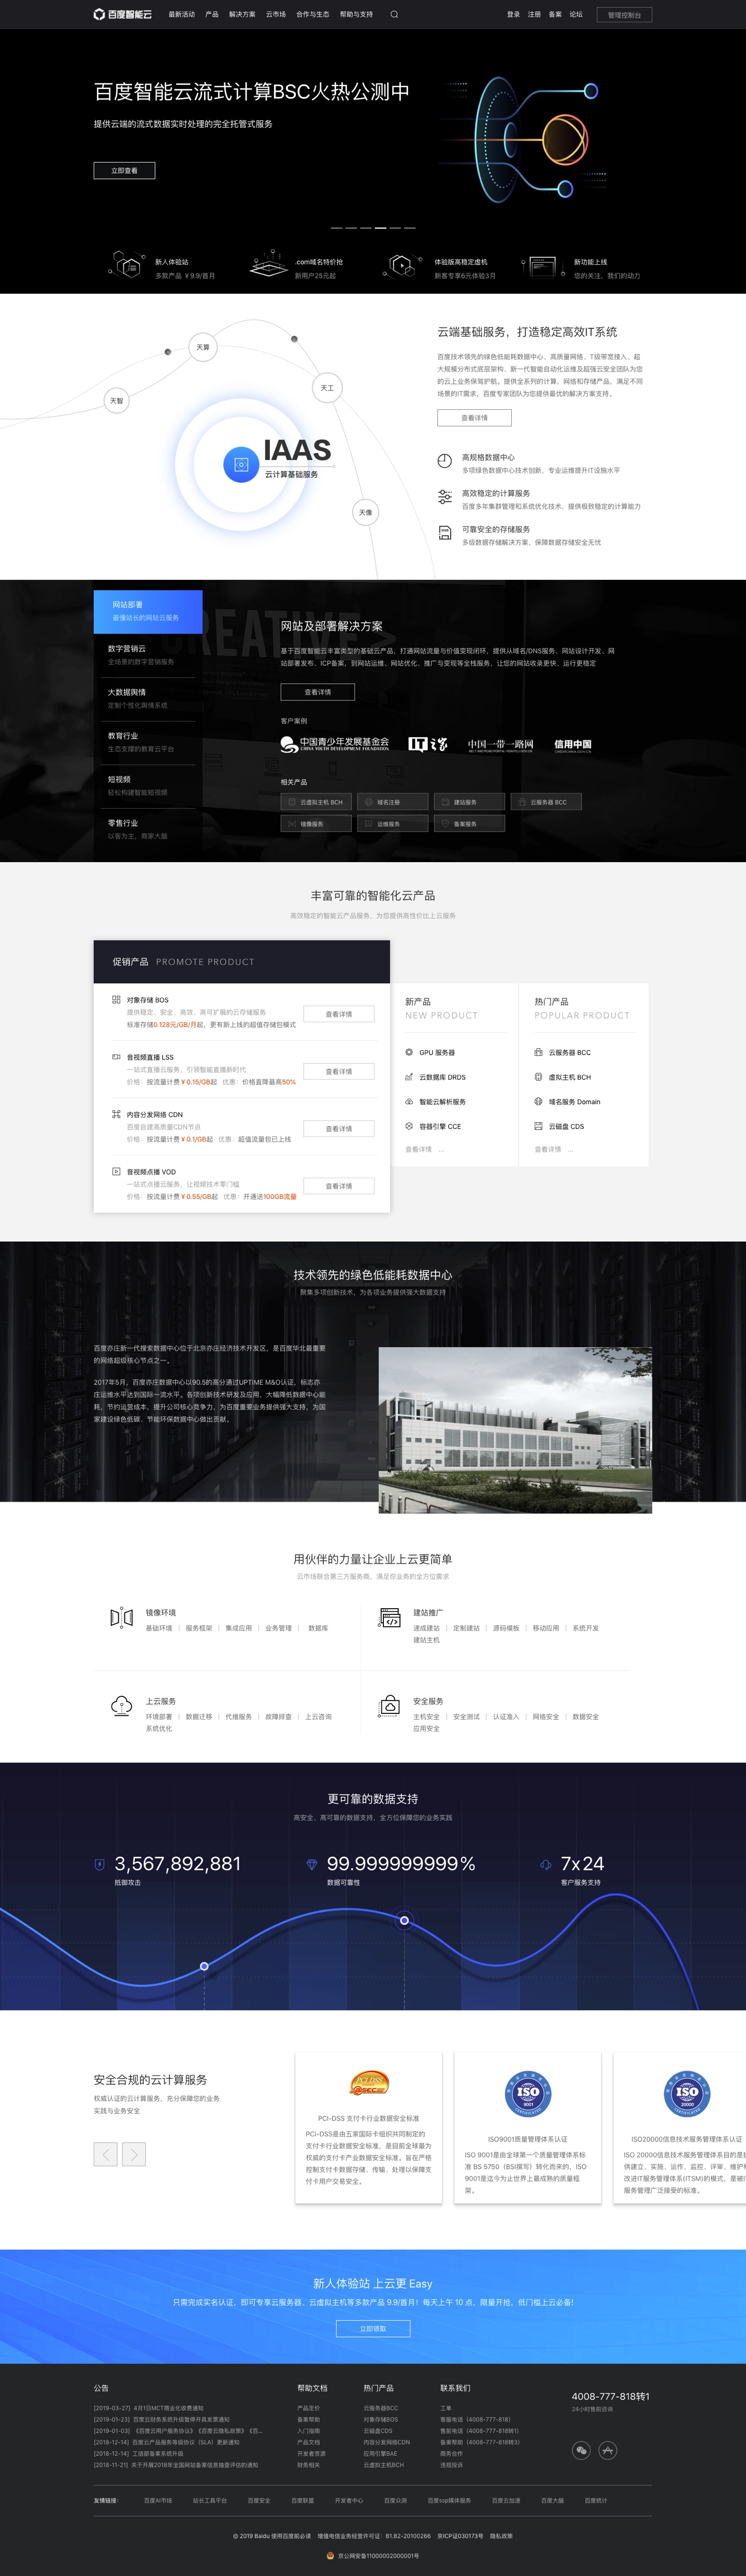 百度智能云
最新活动 产品 解决方案 云市场 合作与生态 帮助与支持
登录 注册 备案 论坛 管理控制台
百度智能云流式计算BSC火热公测中
提供云端的流式数据实时处理的完全托管式服务
立即查看
新人体验站
多款产品 ￥9.9/首月
.com域名特价抢
新用户25元起
体验版高稳定虚机
新客专享6元体验3月
新功能上线
您的关注，我们的动力
天算
天工
天智
IAAS
云计算基础服务
天像
云端基础服务，打造稳定高效IT系统
百度技术领先的绿色低能耗数据中心、高质量网络、T级带宽接入、超
大规模分布式底层架构、新一代智能自动化运维及超强云安全团队为您
的云上业务保驾护航。提供全系列的计算、网络和存储产品，满足不同
场景的IT需求，百度专家团队为您提供最优的解决方案支持。
查看详情
高规格数据中心
多项绿色数据中心技术创新，专业运维提升IT设施水平
高效稳定的计算服务
百度多年集群管理和系统优化技术，提供极致稳定的计算能力
可靠安全的存储服务
多级数据存储解决方案，保障数据存储安全无忧
网站部署
最懂站长的网站云服务
数字营销云
全场景的数字营销服务
大数据舆情
定制个性化舆情系统
教育行业
生态支撑的教育云平台
短视频
轻松构建智能短视频
零售行业
以客为主，商家大脑
CREATIVE>
网站及部署解决方案
基于百度智能云丰富类型的基础云产品，打通网站流量与价值变现闭环，提供从域名/DNS服务、网站设计开发、网
站部署发布、ICP备案，到网站运维、网站优化、推广与变现等全栈服务，让您的网站收录更快、运行更稳定
查看详情
客户案例
中国青少年发展基金会
CHINA YOUTH DEVELOPMENT FOUNDATION
IT之家
中国一带一路网
信用中国
相关产品
云虚拟主机 BCH 域名注册 建站服务 云服务器 BCC
镜像服务 运维服务 备案服务
丰富可靠的智能化云产品
高效稳定的智能云产品服务，为您提供高性价比上云服务
促销产品 PROMOTE PRODUCT
对象存储 BOS
提供稳定、安全、高效、高可扩展的云存储服务
标准存储0.128元/GB/月起，更有新上线的超值存储包模式
查看详情
音视频直播 LSS
一站式直播云服务，引领智能直播新时代
价格：按流量计费￥0.15/GB起 优惠：价格直降最高50%
查看详情
内容分发网络 CDN
百度自建高质量CDN节点
价格：按流量计费￥0.1/GB起 优惠：超值流量包已上线
查看详情
音视频点播 VOD
一站式点播云服务，让视频技术零门槛
价格：按流量计费￥0.55/GB起 优惠：开通送100GB流量
查看详情
新产品
NEW PRODUCT
GPU 服务器
云数据库 DRDS
智能云解析服务
容器引擎 CCE
查看详情 ...
热门产品
POPULAR PRODUCT
云服务器 BCC
虚拟主机 BCH
域名服务 Domain
云磁盘 CDS
查看详情 ...
技术领先的绿色低能耗数据中心
聚集多项创新技术，为各项业务提供强大数据支持
百度亦庄新一代搜索数据中心位于北京亦庄经济技术开发区，是百度华北最重要
的网络超级核心节点之一。
2017年5月，百度亦庄数据中心以90.5的高分通过UPTIME M&O认证，标志亦
庄运维水平达到国际一流水平。各项创新技术研发及应用，大幅降低数据中心能
耗，节约运营成本，提升公司核心竞争力，为百度重要业务提供强大支持，为国
家建设绿色低碳、节能环保数据中心做出贡献。
用伙伴的力量让企业上云更简单
云市场联合第三方服务商，满足你业务的全方位需求
镜像环境
基础环境 | 服务框架 | 集成应用 | 业务管理 | 数据库
建站推广
速成建站 | 定制建站 | 源码模板 | 移动应用 | 系统开发
建站主机
上云服务
环境部署 | 数据迁移 | 代维服务 | 故障排查 | 上云咨询
系统优化
安全服务
主机安全 | 安全测试 | 认证准入 | 网络安全 | 数据安全
应用安全
更可靠的数据支持
高安全、高可靠的数据支持，全方位保障您的业务实践
3,567,892,881
抵御攻击
99.999999999%
数据可靠性
7x24
客户服务支持
安全合规的云计算服务
权威认证的云计算服务，充分保障您的业务
实践与业务安全
PCI-DSS 支付卡行业数据安全标准
PCI-DSS是由五家国际卡组织共同制定的
支付卡行业数据安全标准，是目前全球最为
权威的支付卡产业数据安全标准。旨在严格
控制支付卡数据存储、传输、处理以保障支
付卡用户交易安全。
ISO
9001
ISO9001质量管理体系认证
ISO 9001是由全球第一个质量管理体系标
准 BS 5750（BSI撰写）转化而来的，ISO
9001是迄今为止世界上最成熟的质量框
架。
ISO
20000
ISO20000信息技术服务管理体系认证
ISO 20000信息技术服务管理体系目的是提
供建立、实施、运作、监控、评审、维护和
改进IT服务管理体系(ITSM)的模式，是被IT
服务管理广泛接受的标准。
新人体验站 上云更 Easy
只需完成实名认证，即可专享云服务器、云虚拟主机等多款产品 9.9/首月！每天上午 10 点，限量开抢，低门槛上云必备!
立即领取
公告
[2019-03-27] 4月1日MCT商业化收费通知
[2019-01-23] 百度云财务系统升级暂停开具发票通知
[2019-01-03] 《百度云用户服务协议》《百度云隐私政策》《百...
[2018-12-14] 百度云产品服务等级协议（SLA）更新通知
[2018-12-14] 工信部备案系统升级
[2018-11-21] 关于开展2018年全国网站备案信息抽查评估的通知
帮助文档
产品定价
备案帮助
入门指南
产品文档
开发者资源
财务相关
热门产品
云服务器BCC
对象存储BOS
云磁盘CDS
内容分发网络CDN
应用引擎BAE
云虚拟主机BCH
联系我们
工单
客服电话（4008-777-818）
售前电话（4008-777-818转1）
备案帮助（4008-777-818转3）
商务合作
违规投诉
4008-777-818转1
24小时售前咨询
友情链接： 百度AI市场 站长工具平台 百度安全 百度联盟 开发者中心 百度众测 百度ssp媒体服务 百度云加速 百度大脑 百度统计
© 2019 Baidu 使用百度前必读 增值电信业务经营许可证：B1.B2-20100266 京ICP证030173号 隐私政策
京公网安备11000002000001号